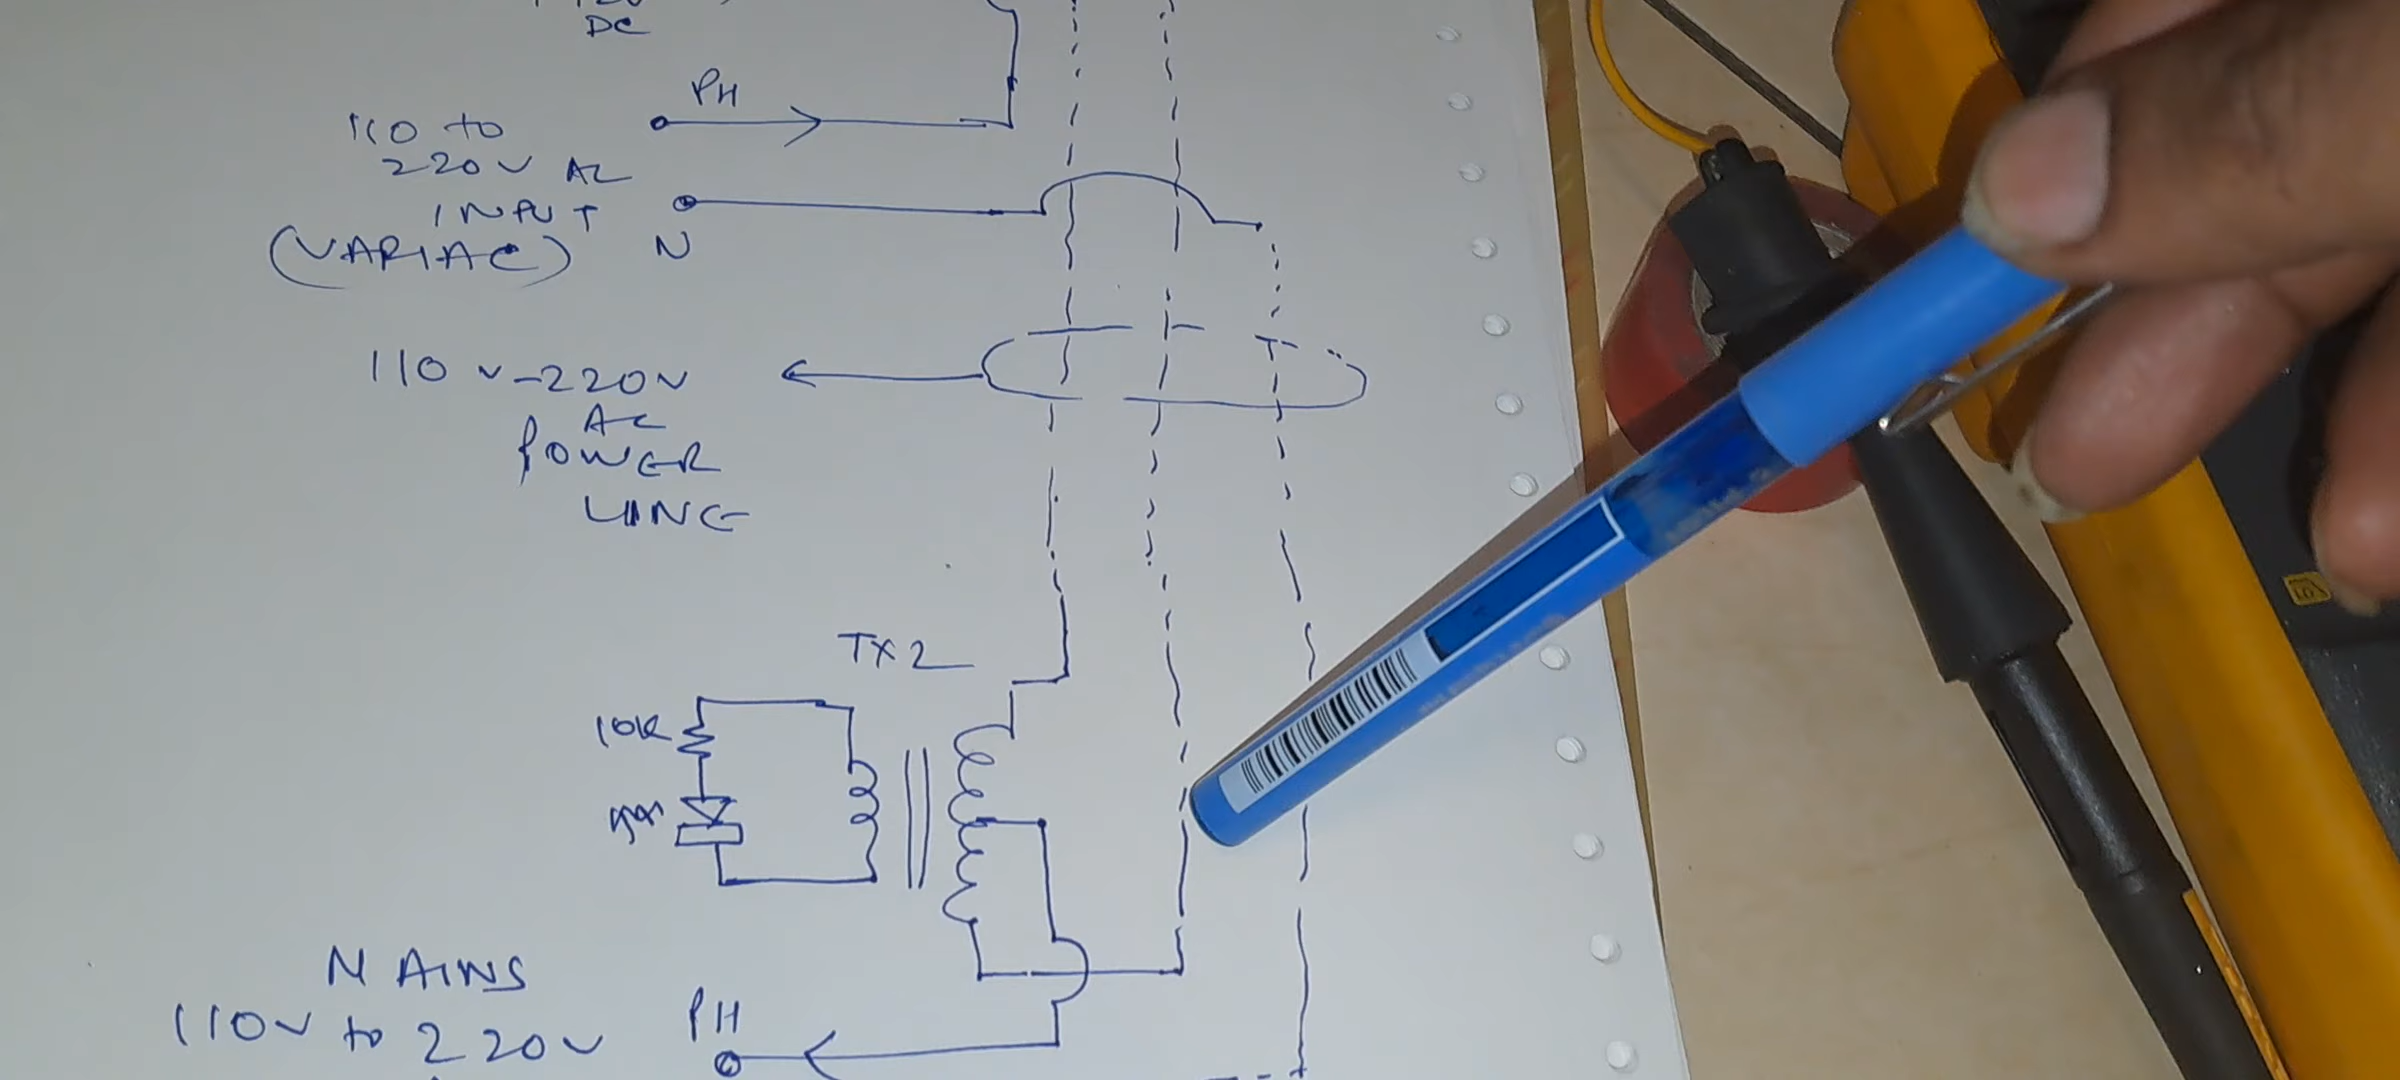 DC
PH
110 to
220V AC
INPUT
(VARIAC)
N
110V-220V
AC
POWER
LINE
TX2
10K
MAINS
110V to 220V
PH